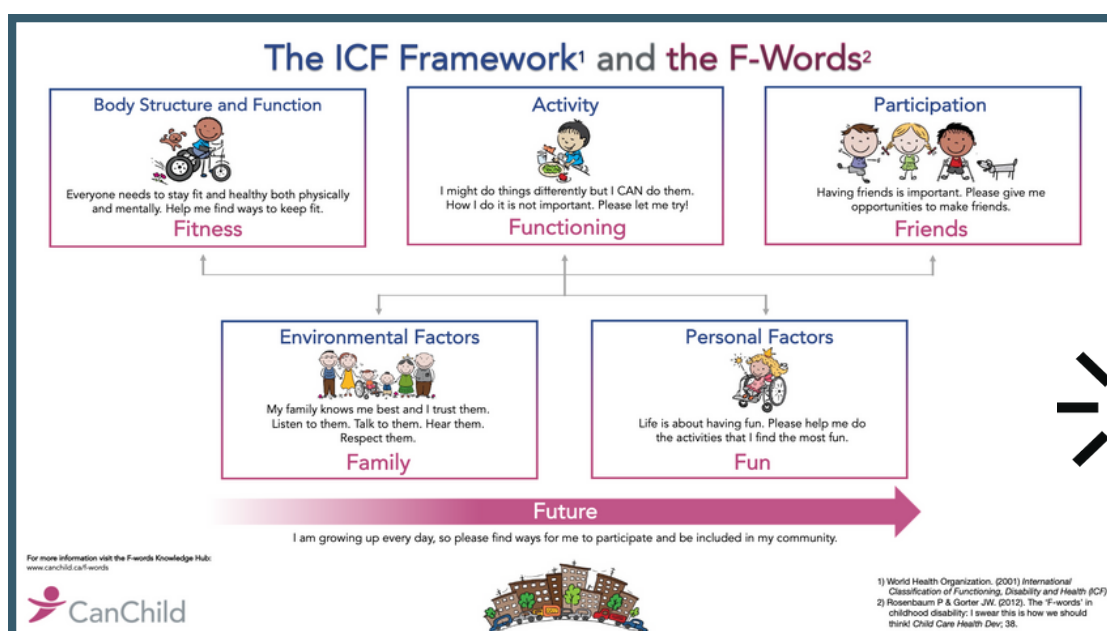 The ICF Framework¹ and the F-Words²
Body Structure and Function
Everyone needs to stay fit and healthy both physically
and mentally. Help me find ways to keep fit.
Fitness
Activity
I might do things differently but I CAN do them.
How I do it is not important. Please let me try!
Functioning
Participation
Having friends is important. Please give me
opportunities to make friends.
Friends
Environmental Factors
My family knows me best and I trust them.
Listen to them. Talk to them. Hear them.
Respect them.
Family
Personal Factors
Life is about having fun. Please help me do
the activities that I find the most fun.
Fun
Future
I am growing up every day, so please find ways for me to participate and be included in my community.
For more information visit the F-words Knowledge Hub:
www.canchild.ca/f-words
CanChild
1) World Health Organization. (2001) International
Classification of Functioning, Disability and Health (ICF)
2) Rosenbaum P & Gorter JW. (2012). The 'F-words' in
childhood disability: I swear this is how we should
think! Child Care Health Dev; 38.